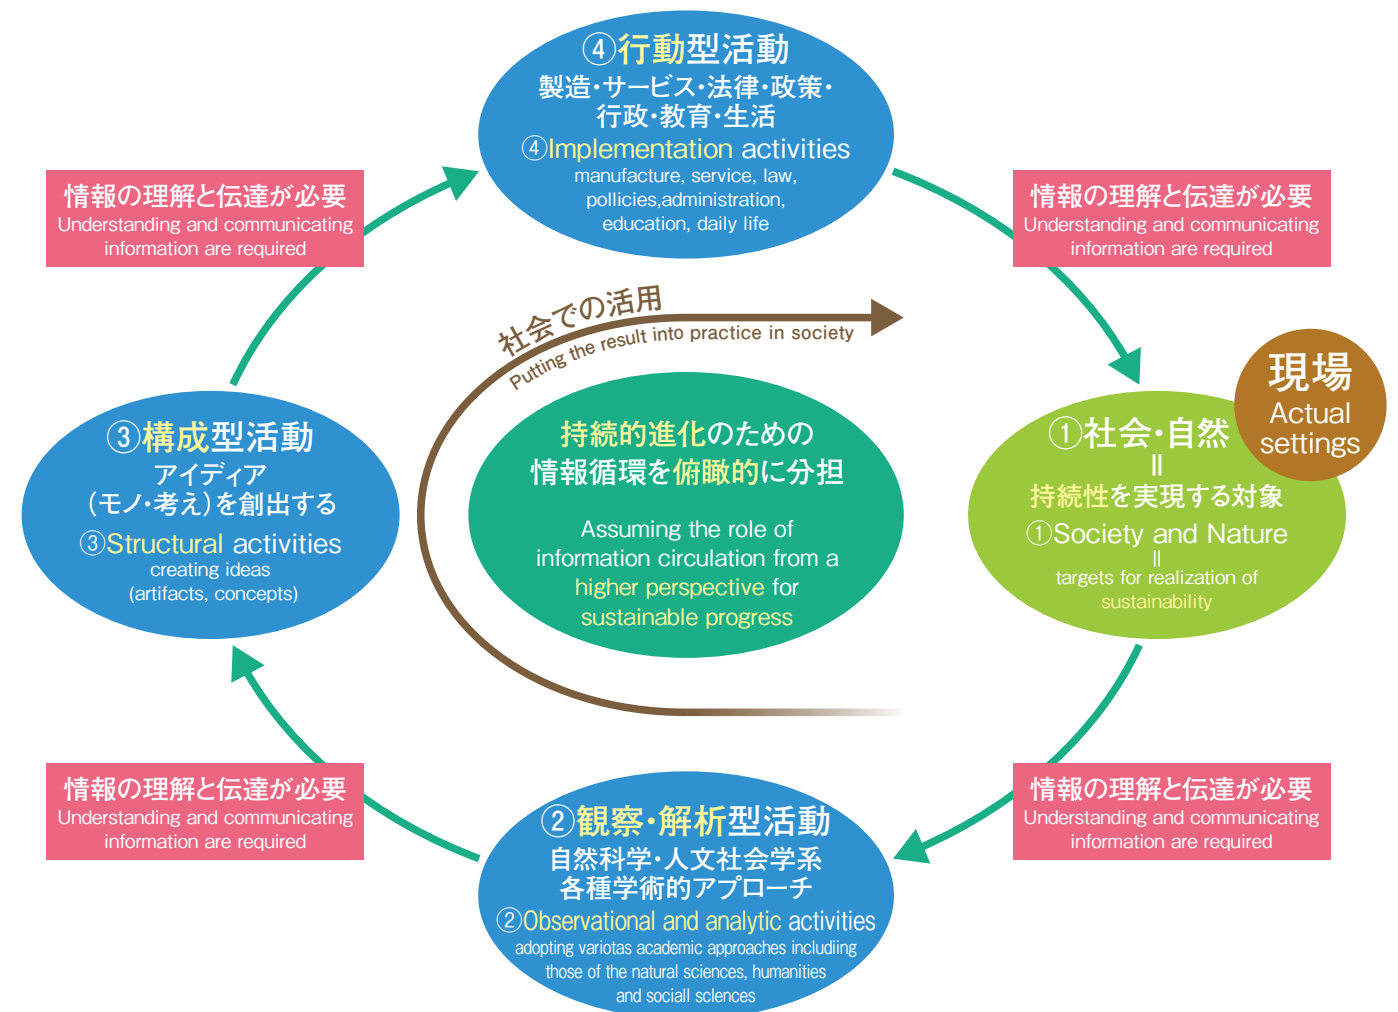 ④行動型活動
製造・サービス・法律・政策・
行政・教育・生活
④Implementation activities
manufacture, service, law,
pollicies,administration,
education, daily life
情報の理解と伝達が必要
Understanding and communicating
information are required
情報の理解と伝達が必要
Understanding and communicating
information are required
社会での活用
Putting the result into practice in society
現場
Actual
settings
③構成型活動
アイディア
（モノ・考え）を創出する
③Structural activities
creating ideas
(artifacts, concepts)
持続的進化のための
情報循環を俯瞰的に分担
Assuming the role of
information circulation from a
higher perspective for
sustainable progress
①社会・自然
＝
持続性を実現する対象
①Society and Nature
＝
targets for realization of
sustainability
情報の理解と伝達が必要
Understanding and communicating
information are required
情報の理解と伝達が必要
Understanding and communicating
information are required
②観察・解析型活動
自然科学・人文社会学系
各種学術的アプローチ
②Observational and analytic activities
adopting variotas academic approaches includiing
those of the natural sciences, humanities
and sociall sclences